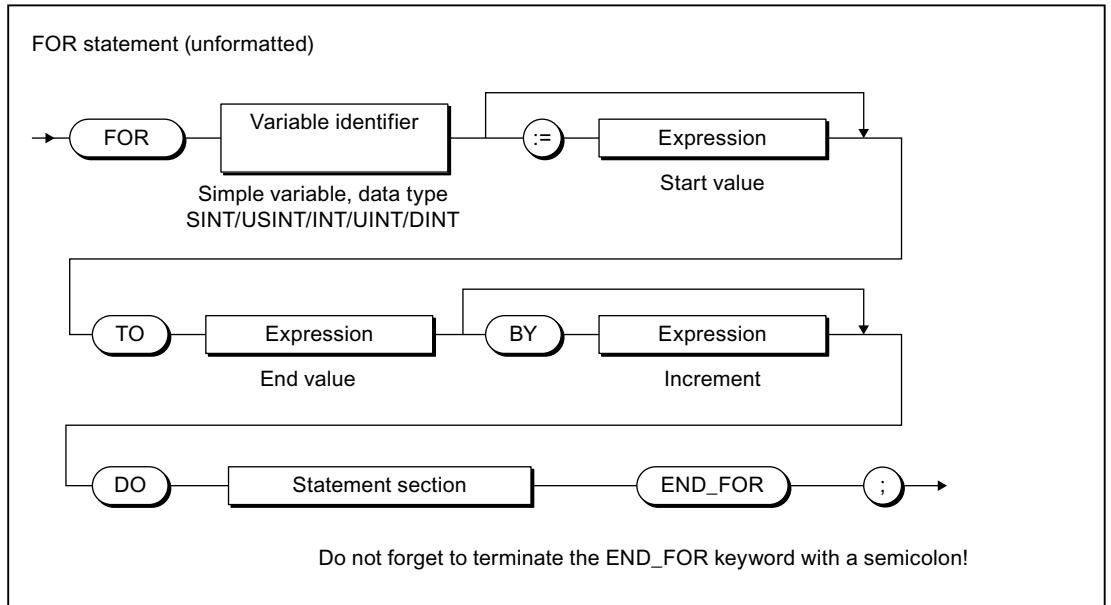 FOR statement (unformatted)
FOR
Variable identifier
:=
Expression
Simple variable, data type
SINT/USINT/INT/UINT/DINT
Start value
TO
Expression
BY
Expression
End value
Increment
DO
Statement section
END_FOR
;
Do not forget to terminate the END_FOR keyword with a semicolon!